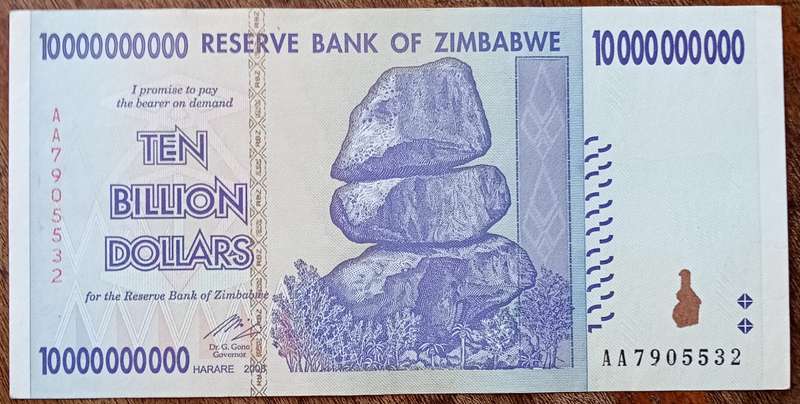 10000000000 RESERVE BANK OF ZIMBABWE 10000000000
I promise to pay
the bearer on demand
AA7905532
TEN
BILLION
DOLLARS
for the Reserve Bank of Zimbabwe
Dr. G. Gono
Governor
10000000000
HARARE 2008
AA7905532